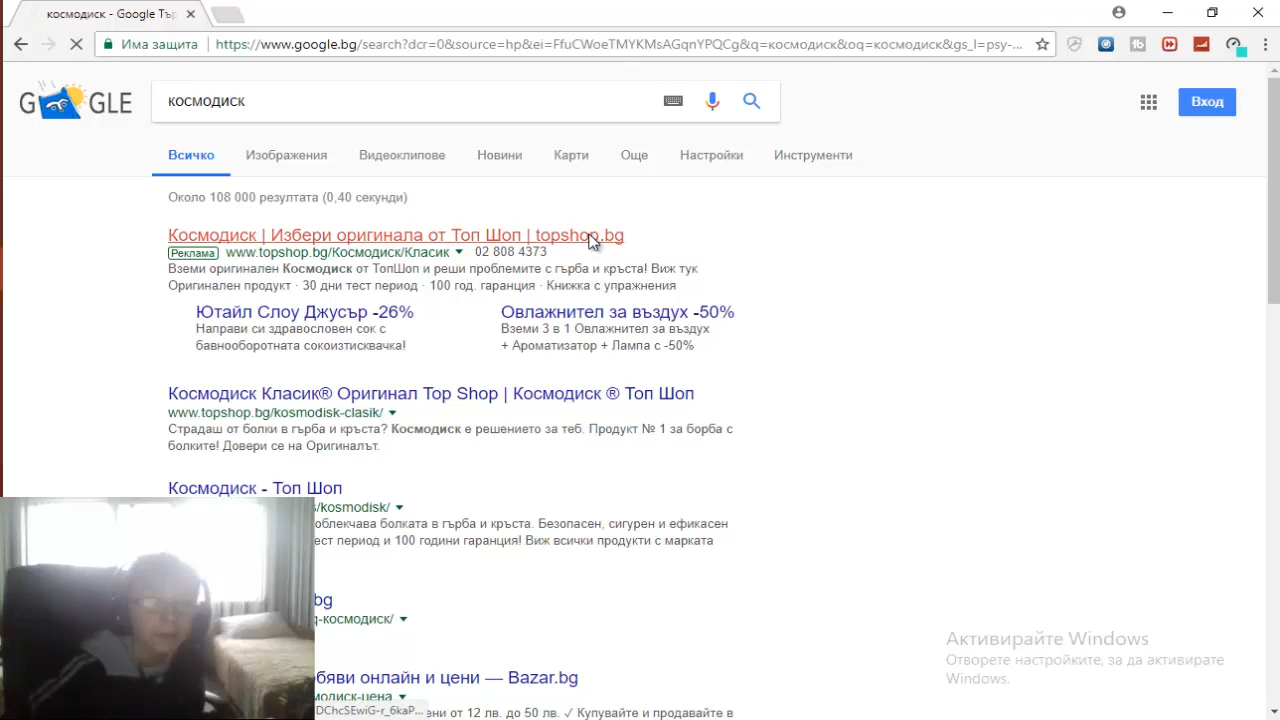 космодиск - Google Тър
Има защита
https://www.google.bg/search?dcr=0&source=hp&ei=FfuCWoeTMYKMsAGqnYPQCg&q=космодиск&oq=космодиск&gs_l=psy-...
G GLE
космодиск
Вход
Всичко Изображения Видеоклипове Новини Карти Още Настройки Инструменти
Около 108 000 резултата (0,40 секунди)
Космодиск | Избери оригинала от Топ Шоп | topshop.bg
Реклама www.topshop.bg/Космодиск/Класик 02 808 4373
Вземи оригинален Космодиск от ТопШоп и реши проблемите с гърба и кръста! Виж тук
Оригинален продукт · 30 дни тест период · 100 год. гаранция · Книжка с упражнения
Ютайл Слоу Джусър -26%
Направи си здравословен сок с
бавнооборотната сокоизтисквачка!
Овлажнител за въздух -50%
Вземи 3 в 1 Овлажнител за въздух
+ Ароматизатор + Лампа с -50%
Космодиск Класик® Оригинал Top Shop | Космодиск ® Топ Шоп
www.topshop.bg/kosmodisk-clasik/
Страдаш от болки в гърба и кръста? Космодиск е решението за теб. Продукт № 1 за борба с
болките! Довери се на Оригиналът.
Космодиск - Топ Шоп
s/kosmodisk/
облекчава болката в гърба и кръста. Безопасен, сигурен и ефикасен
ест период и 100 години гаранция! Виж всички продукти с марката
bg
q-космодиск/
бяви онлайн и цени — Bazar.bg
модиск-цена/
DChcSEwiG-r_6kaP...
ени от 12 лв. до 50 лв. ✓ Купувайте и продавайте в
Активирайте Windows
Отворете настройките, за да активирате
Windows.